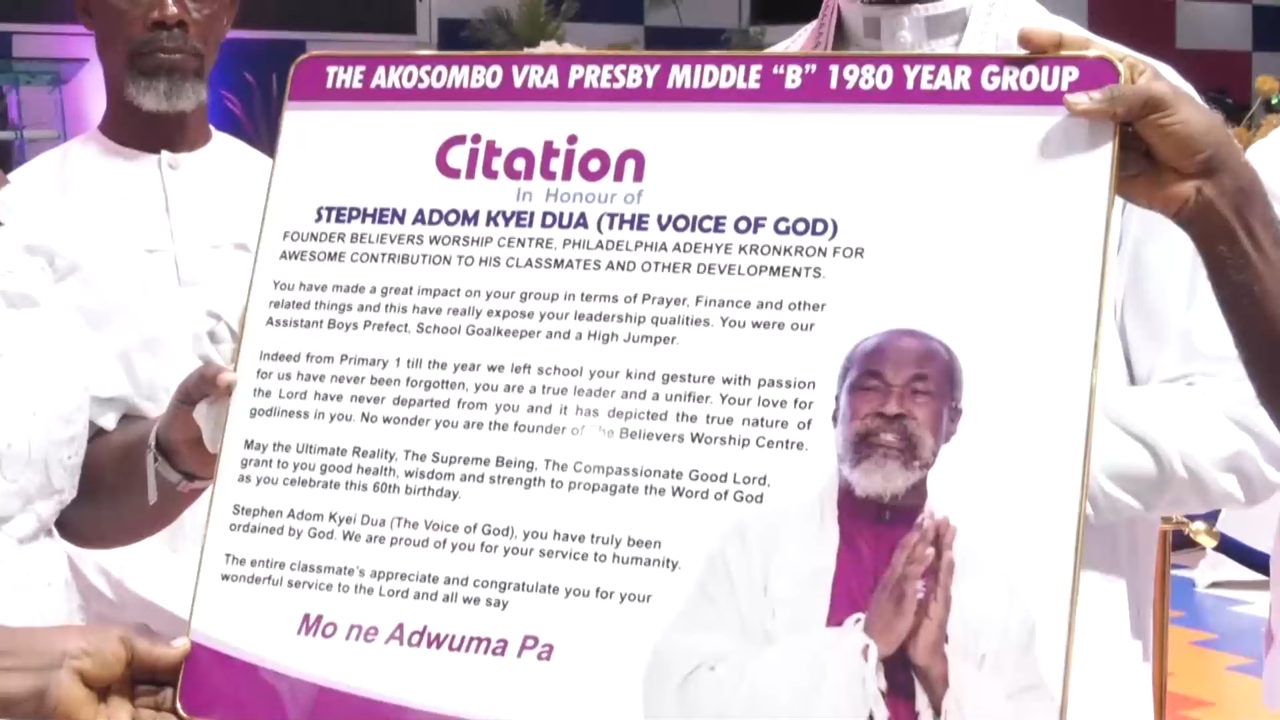 THE AKOSOMBO VRA PRESBY MIDDLE “B” 1980 YEAR GROUP
Citation
In Honour of
STEPHEN ADOM KYEI DUA (THE VOICE OF GOD)
FOUNDER BELIEVERS WORSHIP CENTRE, PHILADELPHIA ADEHYE KRONKRON FOR
AWESOME CONTRIBUTION TO HIS CLASSMATES AND OTHER DEVELOPMENTS.
You have made a great impact on your group in terms of Prayer, Finance and other
related things and this have really expose your leadership qualities. You were our
Assistant Boys Prefect, School Goalkeeper and a High Jumper.
Indeed from Primary 1 till the year we left school your kind gesture with passion
for us have never been forgotten, you are a true leader and a unifier. Your love for
the Lord have never departed from you and it has depicted the true nature of
godliness in you. No wonder you are the founder of the Believers Worship Centre.
May the Ultimate Reality, The Supreme Being, The Compassionate Good Lord,
grant to you good health, wisdom and strength to propagate the Word of God
as you celebrate this 60th birthday.
Stephen Adom Kyei Dua (The Voice of God), you have truly been
ordained by God. We are proud of you for your service to humanity.
The entire classmate's appreciate and congratulate you for your
wonderful service to the Lord and all we say
Mo ne Adwuma Pa